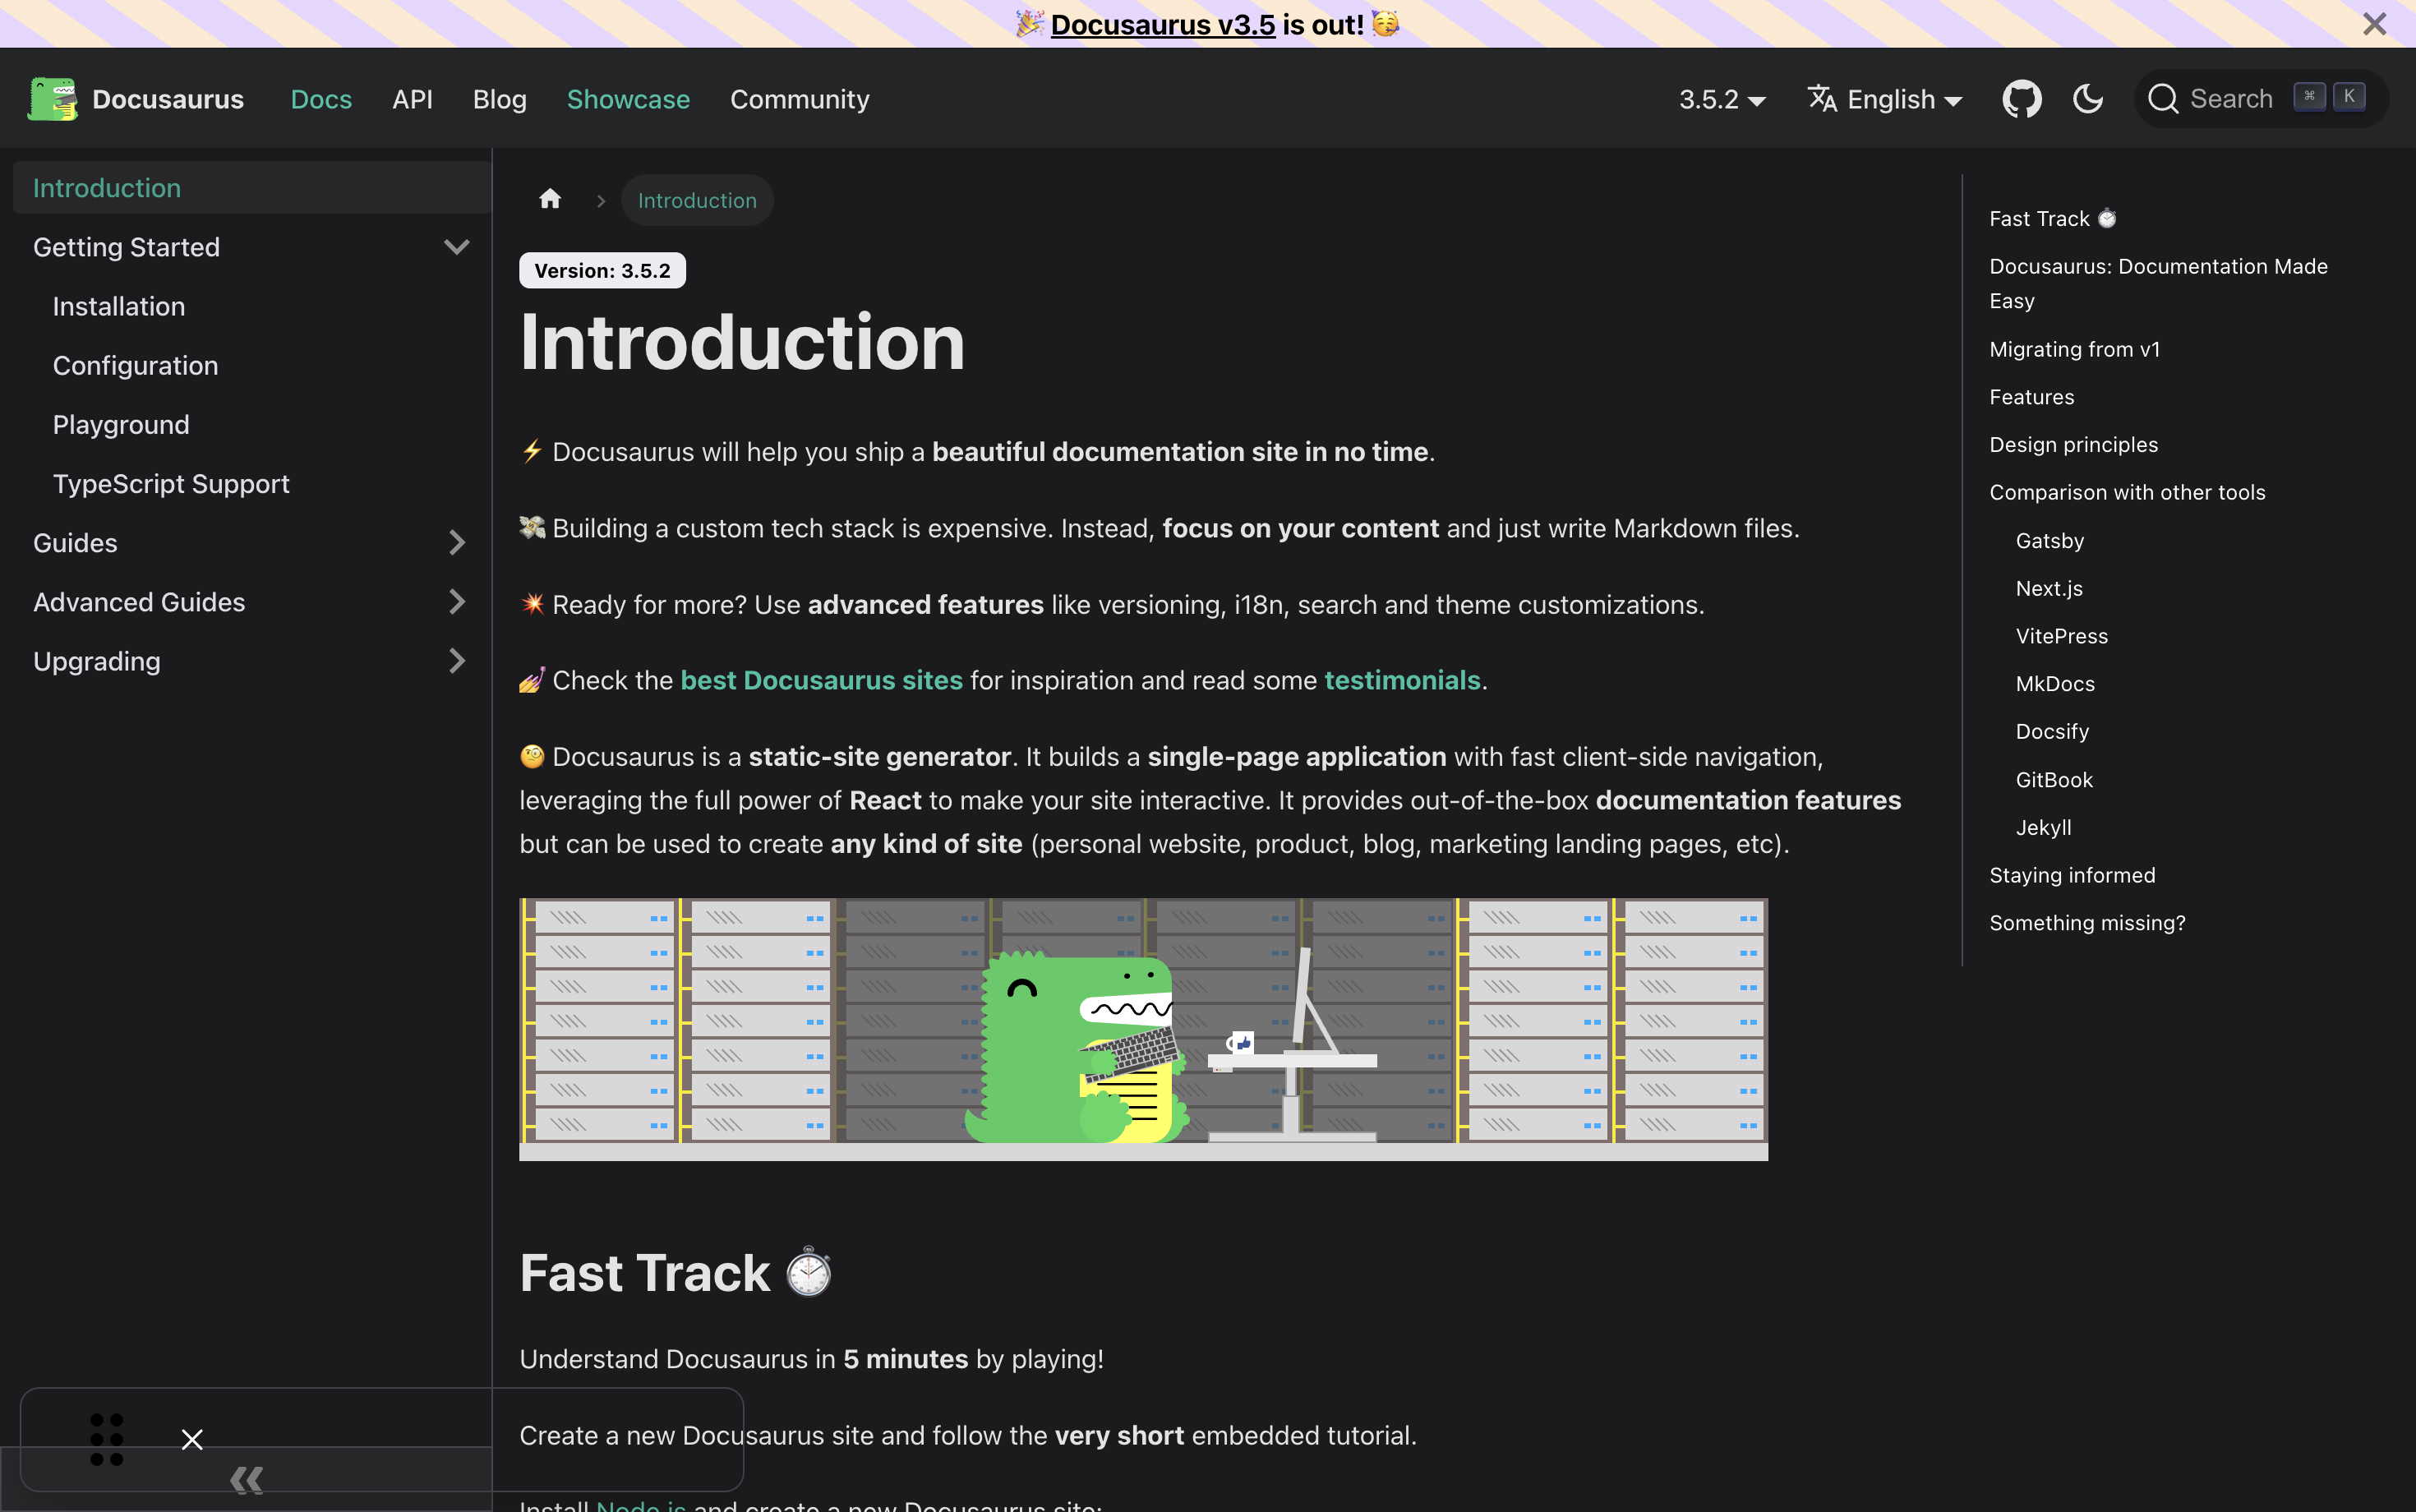 🎉 Docusaurus v3.5 is out! 🥳
Docusaurus
Docs
API
Blog
Showcase
Community
3.5.2
English
Search
⌘ K
Introduction
Getting Started
Installation
Configuration
Playground
TypeScript Support
Guides
Advanced Guides
Upgrading
Introduction
Version: 3.5.2
Introduction
⚡️ Docusaurus will help you ship a beautiful documentation site in no time.
💸 Building a custom tech stack is expensive. Instead, focus on your content and just write Markdown files.
💥 Ready for more? Use advanced features like versioning, i18n, search and theme customizations.
💅 Check the best Docusaurus sites for inspiration and read some testimonials.
🧐 Docusaurus is a static-site generator. It builds a single-page application with fast client-side navigation,
leveraging the full power of React to make your site interactive. It provides out-of-the-box documentation features
but can be used to create any kind of site (personal website, product, blog, marketing landing pages, etc).
Fast Track ⏱️
Understand Docusaurus in 5 minutes by playing!
Create a new Docusaurus site and follow the very short embedded tutorial.
Install Node.js and create a new Docusaurus site:
Fast Track ⏱️
Docusaurus: Documentation Made
Easy
Migrating from v1
Features
Design principles
Comparison with other tools
Gatsby
Next.js
VitePress
MkDocs
Docsify
GitBook
Jekyll
Staying informed
Something missing?